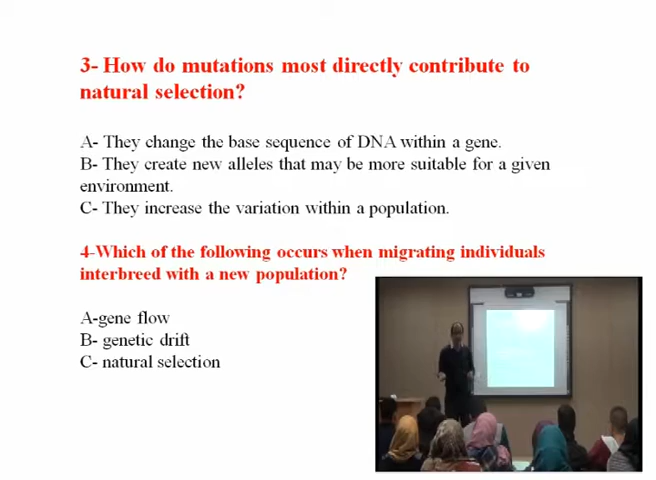 3- How do mutations most directly contribute to
natural selection?
A- They change the base sequence of DNA within a gene.
B- They create new alleles that may be more suitable for a given
environment.
C- They increase the variation within a population.
4-Which of the following occurs when migrating individuals
interbreed with a new population?
A-gene flow
B- genetic drift
C- natural selection